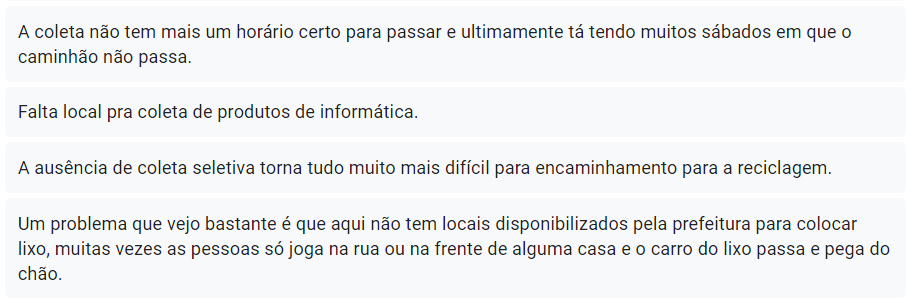 A coleta não tem mais um horário certo para passar e ultimamente tá tendo muitos sábados em que o
caminhão não passa.
Falta local pra coleta de produtos de informática.
A ausência de coleta seletiva torna tudo muito mais difícil para encaminhamento para a reciclagem.
Um problema que vejo bastante é que aqui não tem locais disponibilizados pela prefeitura para colocar
lixo, muitas vezes as pessoas só joga na rua ou na frente de alguma casa e o carro do lixo passa e pega do
chão.